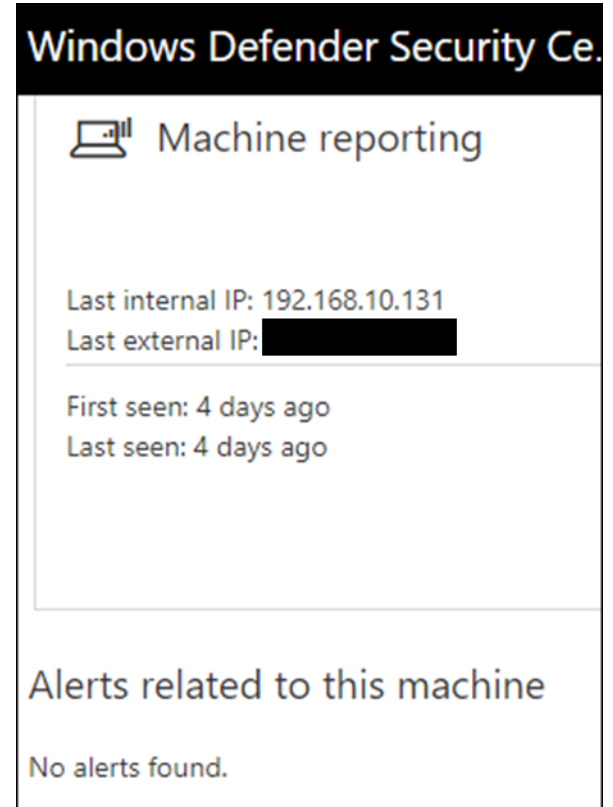 Windows Defender Security Ce.
Machine reporting
Last internal IP: 192.168.10.131
Last external IP:
First seen: 4 days ago
Last seen: 4 days ago
Alerts related to this machine
No alerts found.